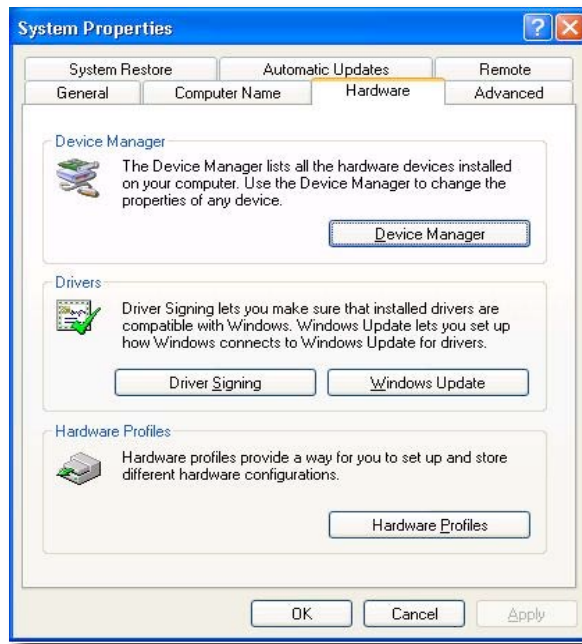 System Properties
System Restore
Automatic Updates
Remote
General
Computer Name
Hardware
Advanced
Device Manager
The Device Manager lists all the hardware devices installed
on your computer. Use the Device Manager to change the
properties of any device.
Device Manager
Drivers
Driver Signing lets you make sure that installed drivers are
compatible with Windows. Windows Update lets you set up
how Windows connects to Windows Update for drivers.
Driver Signing
Windows Update
Hardware Profiles
Hardware profiles provide a way for you to set up and store
different hardware configurations.
Hardware Profiles
OK
Cancel
Apply